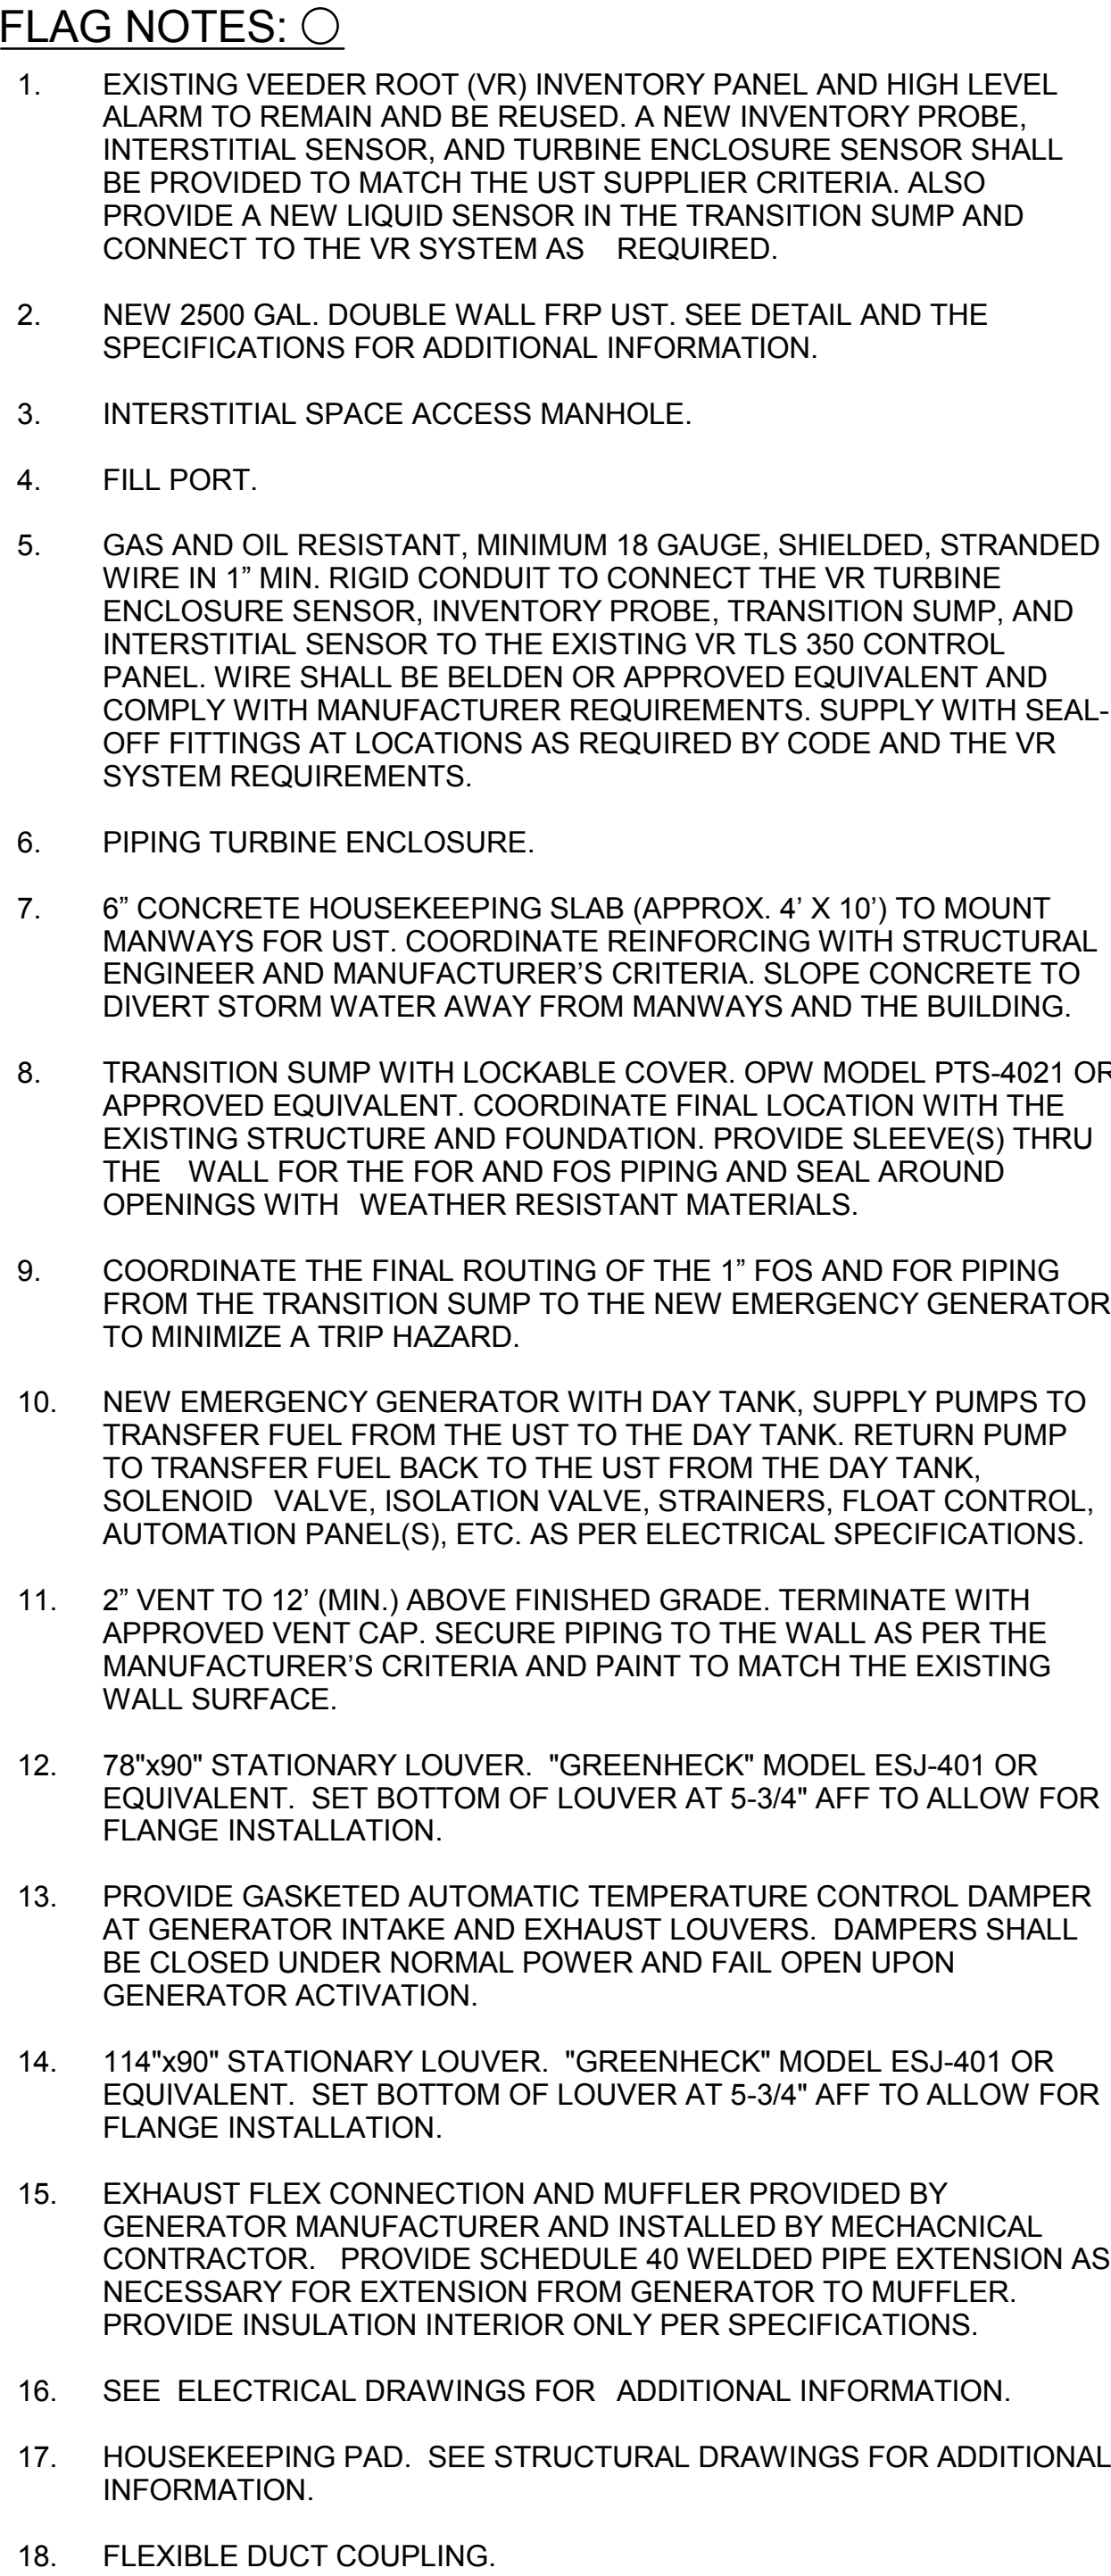 FLAG NOTES:
1. EXISTING VEEDER ROOT (VR) INVENTORY PANEL AND HIGH LEVEL
ALARM TO REMAIN AND BE REUSED. A NEW INVENTORY PROBE,
INTERSTITIAL SENSOR, AND TURBINE ENCLOSURE SENSOR SHALL
BE PROVIDED TO MATCH THE UST SUPPLIER CRITERIA. ALSO
PROVIDE A NEW LIQUID SENSOR IN THE TRANSITION SUMP AND
CONNECT TO THE VR SYSTEM AS REQUIRED.
2. NEW 2500 GAL. DOUBLE WALL FRP UST. SEE DETAIL AND THE
SPECIFICATIONS FOR ADDITIONAL INFORMATION.
3. INTERSTITIAL SPACE ACCESS MANHOLE.
4. FILL PORT.
5. GAS AND OIL RESISTANT, MINIMUM 18 GAUGE, SHIELDED, STRANDED
WIRE IN 1” MIN. RIGID CONDUIT TO CONNECT THE VR TURBINE
ENCLOSURE SENSOR, INVENTORY PROBE, TRANSITION SUMP, AND
INTERSTITIAL SENSOR TO THE EXISTING VR TLS 350 CONTROL
PANEL. WIRE SHALL BE BELDEN OR APPROVED EQUIVALENT AND
COMPLY WITH MANUFACTURER REQUIREMENTS. SUPPLY WITH SEAL-
OFF FITTINGS AT LOCATIONS AS REQUIRED BY CODE AND THE VR
SYSTEM REQUIREMENTS.
6. PIPING TURBINE ENCLOSURE.
7. 6” CONCRETE HOUSEKEEPING SLAB (APPROX. 4’ X 10’) TO MOUNT
MANWAYS FOR UST. COORDINATE REINFORCING WITH STRUCTURAL
ENGINEER AND MANUFACTURER’S CRITERIA. SLOPE CONCRETE TO
DIVERT STORM WATER AWAY FROM MANWAYS AND THE BUILDING.
8. TRANSITION SUMP WITH LOCKABLE COVER. OPW MODEL PTS-4021 OR
APPROVED EQUIVALENT. COORDINATE FINAL LOCATION WITH THE
EXISTING STRUCTURE AND FOUNDATION. PROVIDE SLEEVE(S) THRU
THE WALL FOR THE FOR AND FOS PIPING AND SEAL AROUND
OPENINGS WITH WEATHER RESISTANT MATERIALS.
9. COORDINATE THE FINAL ROUTING OF THE 1” FOS AND FOR PIPING
FROM THE TRANSITION SUMP TO THE NEW EMERGENCY GENERATOR
TO MINIMIZE A TRIP HAZARD.
10. NEW EMERGENCY GENERATOR WITH DAY TANK, SUPPLY PUMPS TO
TRANSFER FUEL FROM THE UST TO THE DAY TANK. RETURN PUMP
TO TRANSFER FUEL BACK TO THE UST FROM THE DAY TANK,
SOLENOID VALVE, ISOLATION VALVE, STRAINERS, FLOAT CONTROL,
AUTOMATION PANEL(S), ETC. AS PER ELECTRICAL SPECIFICATIONS.
11. 2” VENT TO 12’ (MIN.) ABOVE FINISHED GRADE. TERMINATE WITH
APPROVED VENT CAP. SECURE PIPING TO THE WALL AS PER THE
MANUFACTURER’S CRITERIA AND PAINT TO MATCH THE EXISTING
WALL SURFACE.
12. 78"x90" STATIONARY LOUVER. "GREENHECK" MODEL ESJ-401 OR
EQUIVALENT. SET BOTTOM OF LOUVER AT 5-3/4" AFF TO ALLOW FOR
FLANGE INSTALLATION.
13. PROVIDE GASKETED AUTOMATIC TEMPERATURE CONTROL DAMPER
AT GENERATOR INTAKE AND EXHAUST LOUVERS. DAMPERS SHALL
BE CLOSED UNDER NORMAL POWER AND FAIL OPEN UPON
GENERATOR ACTIVATION.
14. 114"x90" STATIONARY LOUVER. "GREENHECK" MODEL ESJ-401 OR
EQUIVALENT. SET BOTTOM OF LOUVER AT 5-3/4" AFF TO ALLOW FOR
FLANGE INSTALLATION.
15. EXHAUST FLEX CONNECTION AND MUFFLER PROVIDED BY
GENERATOR MANUFACTURER AND INSTALLED BY MECHACNICAL
CONTRACTOR. PROVIDE SCHEDULE 40 WELDED PIPE EXTENSION AS
NECESSARY FOR EXTENSION FROM GENERATOR TO MUFFLER.
PROVIDE INSULATION INTERIOR ONLY PER SPECIFICATIONS.
16. SEE ELECTRICAL DRAWINGS FOR ADDITIONAL INFORMATION.
17. HOUSEKEEPING PAD. SEE STRUCTURAL DRAWINGS FOR ADDITIONAL
INFORMATION.
18. FLEXIBLE DUCT COUPLING.